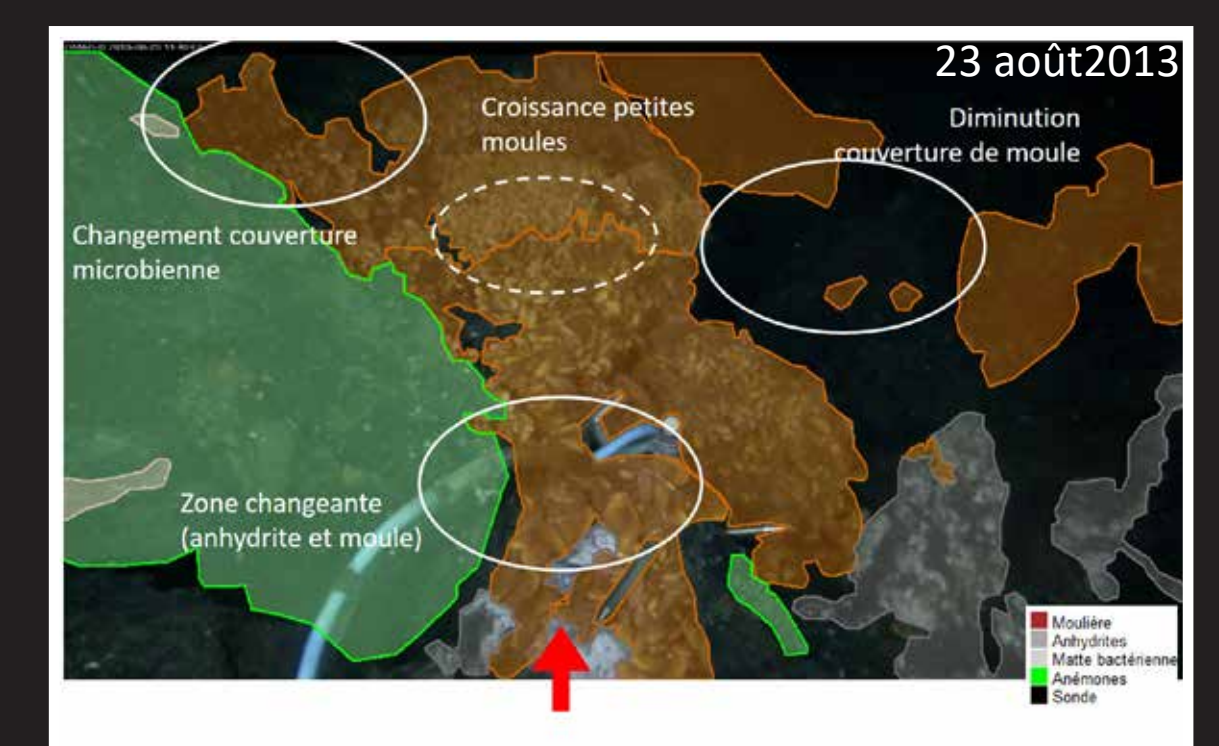 23 août2013
Croissance petites
moules
Diminution
couverture de moule
Changement couverture
microbienne
Zone changeante
(anhydrite et moule)
Moulière
Anhydrites
Matte bactérienne
Anémones
Sonde